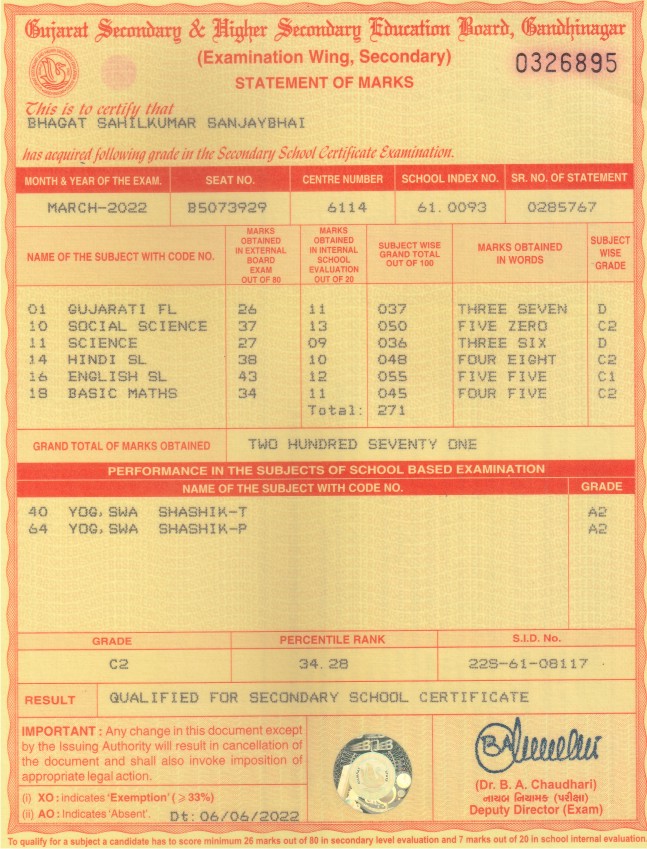 Gujarat Secondary & Higher Secondary Education Board, Gandhinagar
(Examination Wing, Secondary)
0326895
STATEMENT OF MARKS
This is to certify that
BHAGAT SAHILKUMAR SANJAYBHAI
has acquired following grade in the Secondary School Certificate Examination.
MONTH & YEAR OF THE EXAM. SEAT NO. CENTRE NUMBER SCHOOL INDEX NO. SR. NO. OF STATEMENT
MARCH-2022 B5073929 6114 61.0093 0285767
NAME OF THE SUBJECT WITH CODE NO. MARKS OBTAINED IN EXTERNAL BOARD EXAM OUT OF 80 MARKS OBTAINED IN INTERNAL SCHOOL EVALUATION OUT OF 20 SUBJECT WISE GRAND TOTAL OUT OF 100 MARKS OBTAINED IN WORDS SUBJECT WISE GRADE
01 GUJARATI FL 26 11 037 THREE SEVEN D
10 SOCIAL SCIENCE 37 13 050 FIVE ZERO C2
11 SCIENCE 27 09 036 THREE SIX D
14 HINDI SL 38 10 048 FOUR EIGHT C2
16 ENGLISH SL 43 12 055 FIVE FIVE C1
18 BASIC MATHS 34 11 045 FOUR FIVE C2
Total: 271
GRAND TOTAL OF MARKS OBTAINED TWO HUNDRED SEVENTY ONE
PERFORMANCE IN THE SUBJECTS OF SCHOOL BASED EXAMINATION
NAME OF THE SUBJECT WITH CODE NO. GRADE
40 YOG,SWA SHASHIK-T A2
64 YOG,SWA SHASHIK-P A2
GRADE PERCENTILE RANK S.I.D. No.
C2 34.28 22S-61-08117
RESULT QUALIFIED FOR SECONDARY SCHOOL CERTIFICATE
IMPORTANT : Any change in this document except
by the Issuing Authority will result in cancellation of
the document and shall also invoke imposition of
appropriate legal action.
(i) XO : indicates 'Exemption' (⩾ 33%)
(ii) AO : Indicates 'Absent'. Dt: 06/06/2022
(Dr. B. A. Chaudhari)
નાયબ નિયામક (પરીક્ષા)
Deputy Director (Exam)
To qualify for a subject a candidate has to score minimum 26 marks out of 80 in secondary level evaluation and 7 marks out of 20 in school internal evaluation.